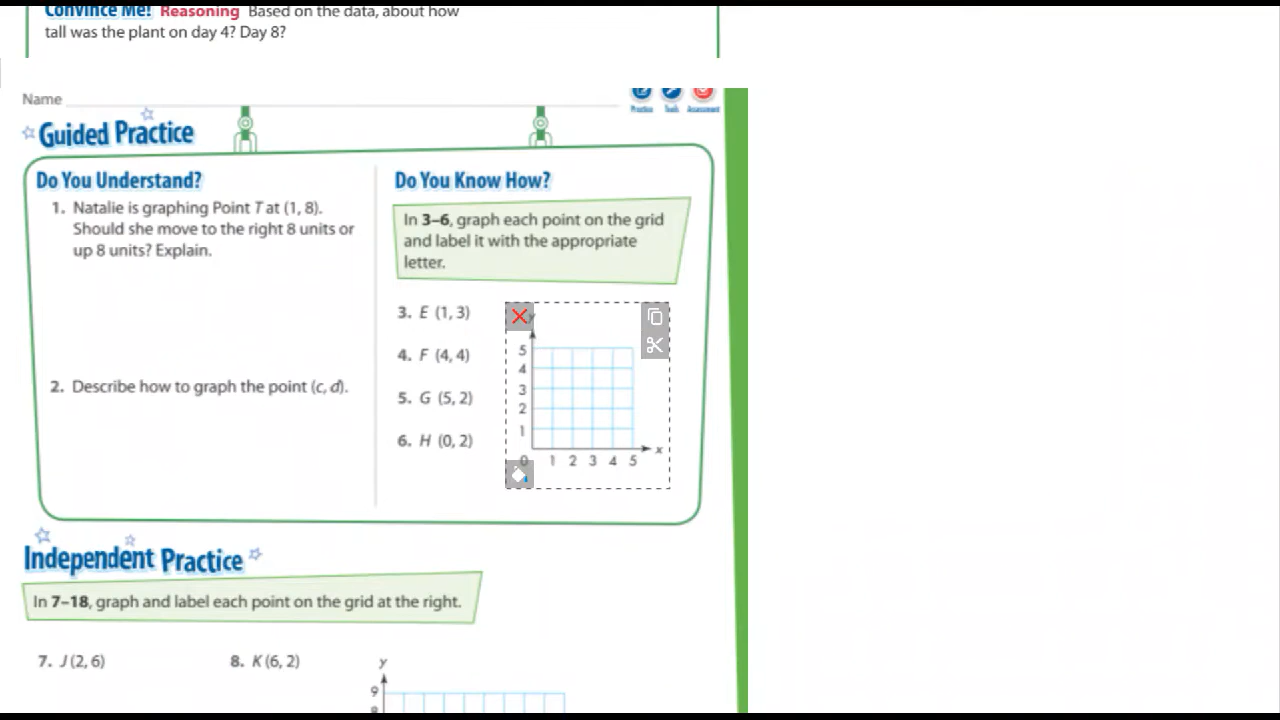 Convince Me! Reasoning Based on the data, about how
tall was the plant on day 4? Day 8?
Name
Practice Tools Assessment
Guided Practice
Do You Understand?
1. Natalie is graphing Point T at (1, 8).
Should she move to the right 8 units or
up 8 units? Explain.
2. Describe how to graph the point (c, d).
Do You Know How?
In 3–6, graph each point on the grid
and label it with the appropriate
letter.
3. E (1, 3)
4. F (4, 4)
5. G (5, 2)
6. H (0, 2)
y
5
4
3
2
1
0 1 2 3 4 5 x
Independent Practice
In 7–18, graph and label each point on the grid at the right.
7. J (2, 6) 8. K (6, 2)
y
9
8